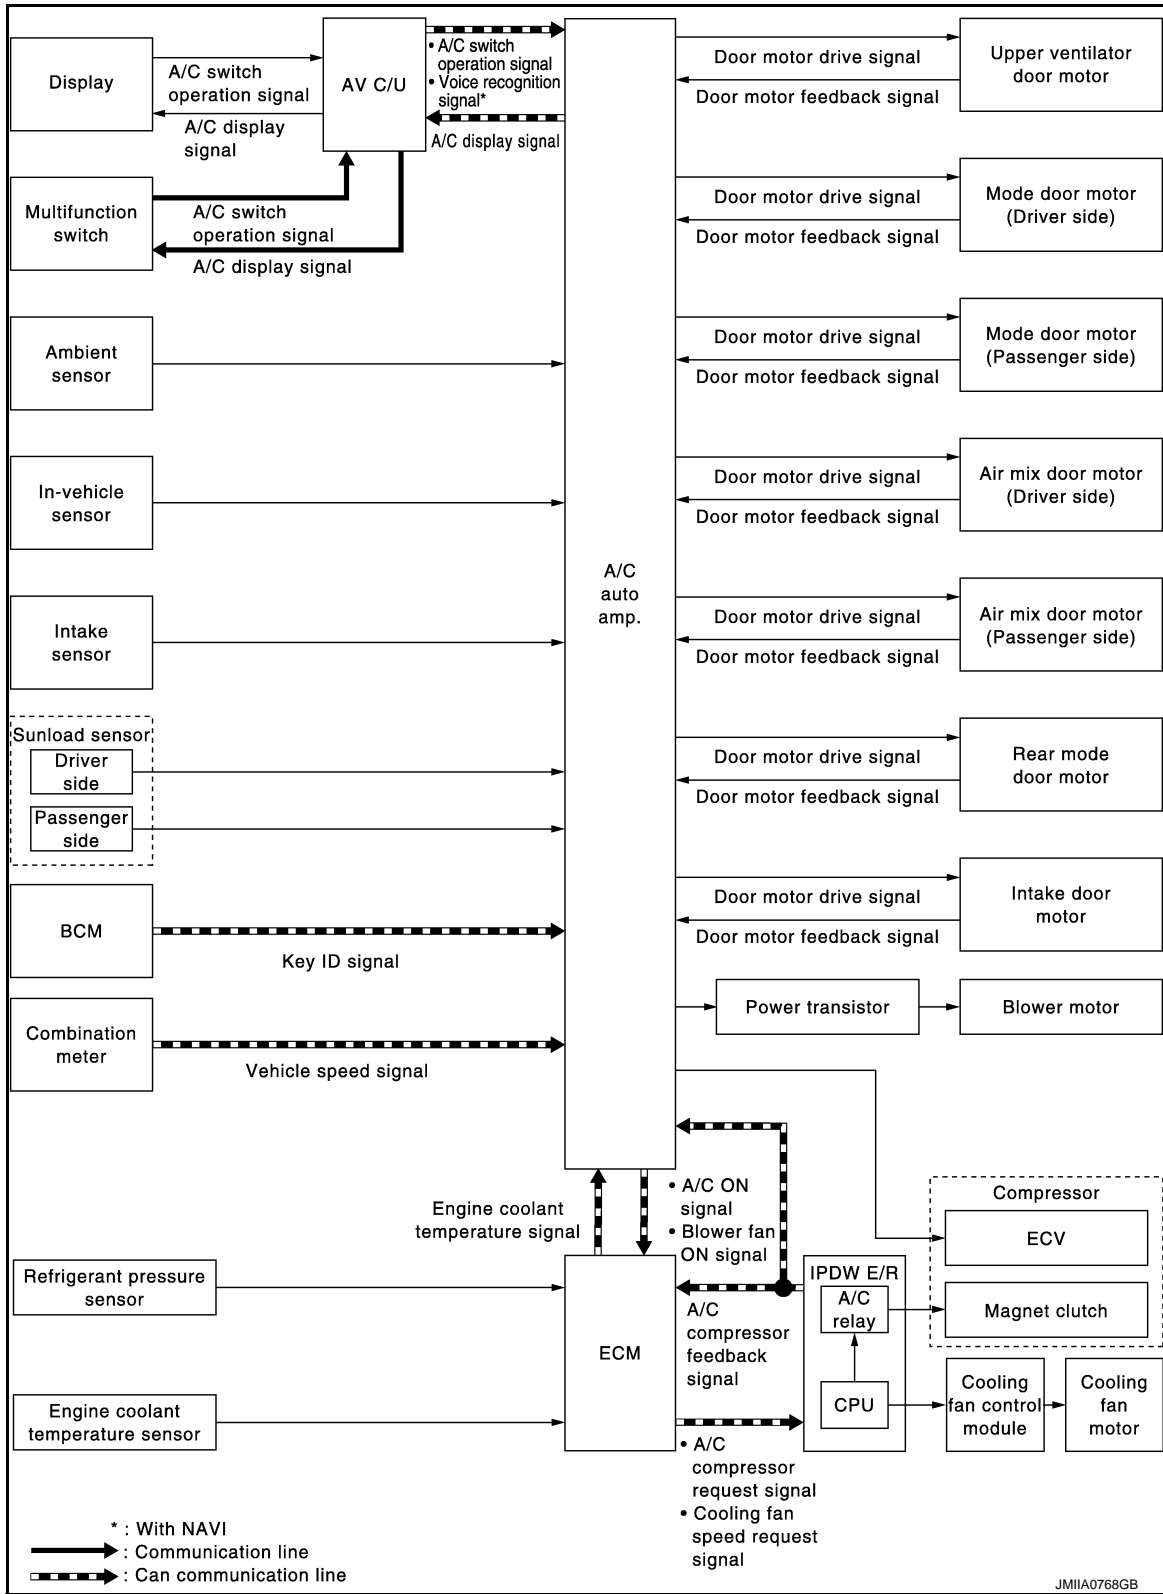 Display
A/C switch
operation signal
A/C display
signal
AV C/U
• A/C switch
operation signal
• Voice recognition
signal*
A/C display signal
Multifunction
switch
A/C switch
operation signal
A/C display signal
Ambient
sensor
In-vehicle
sensor
Intake
sensor
Sunload sensor
Driver
side
Passenger
side
BCM
Key ID signal
Combination
meter
Vehicle speed signal
A/C
auto
amp.
Door motor drive signal
Door motor feedback signal
Upper ventilator
door motor
Door motor drive signal
Door motor feedback signal
Mode door motor
(Driver side)
Door motor drive signal
Door motor feedback signal
Mode door motor
(Passenger side)
Door motor drive signal
Door motor feedback signal
Air mix door motor
(Driver side)
Door motor drive signal
Door motor feedback signal
Air mix door motor
(Passenger side)
Door motor drive signal
Door motor feedback signal
Rear mode
door motor
Door motor drive signal
Door motor feedback signal
Intake door
motor
Power transistor
Blower motor
Engine coolant
temperature signal
• A/C ON
signal
• Blower fan
ON signal
Compressor
ECV
Magnet clutch
Refrigerant pressure
sensor
Engine coolant
temperature sensor
ECM
A/C
compressor
feedback
signal
IPDW E/R
A/C
relay
CPU
Cooling
fan control
module
Cooling
fan
motor
• A/C
compressor
request signal
• Cooling fan
speed request
signal
* : With NAVI
: Communication line
: Can communication line
JMIIA0768GB